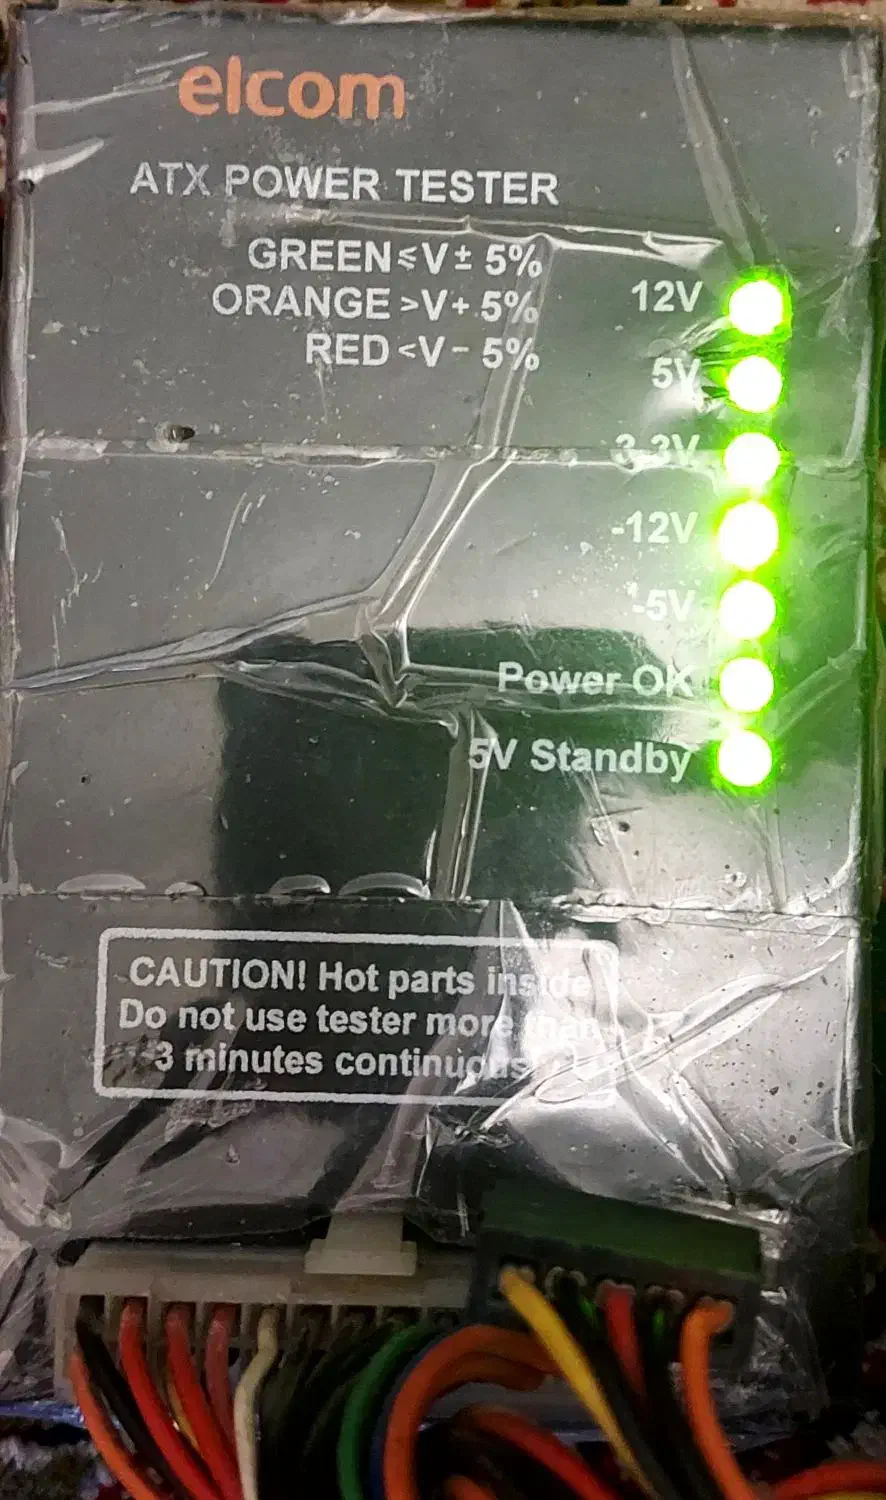 elcom
ATX POWER TESTER
GREEN≤V± 5%
ORANGE >V+ 5%
RED <V- 5%
12V
5V
3.3V
-12V
-5V
Power OK
5V Standby
CAUTION! Hot parts inside
Do not use tester more than
3 minutes continuous